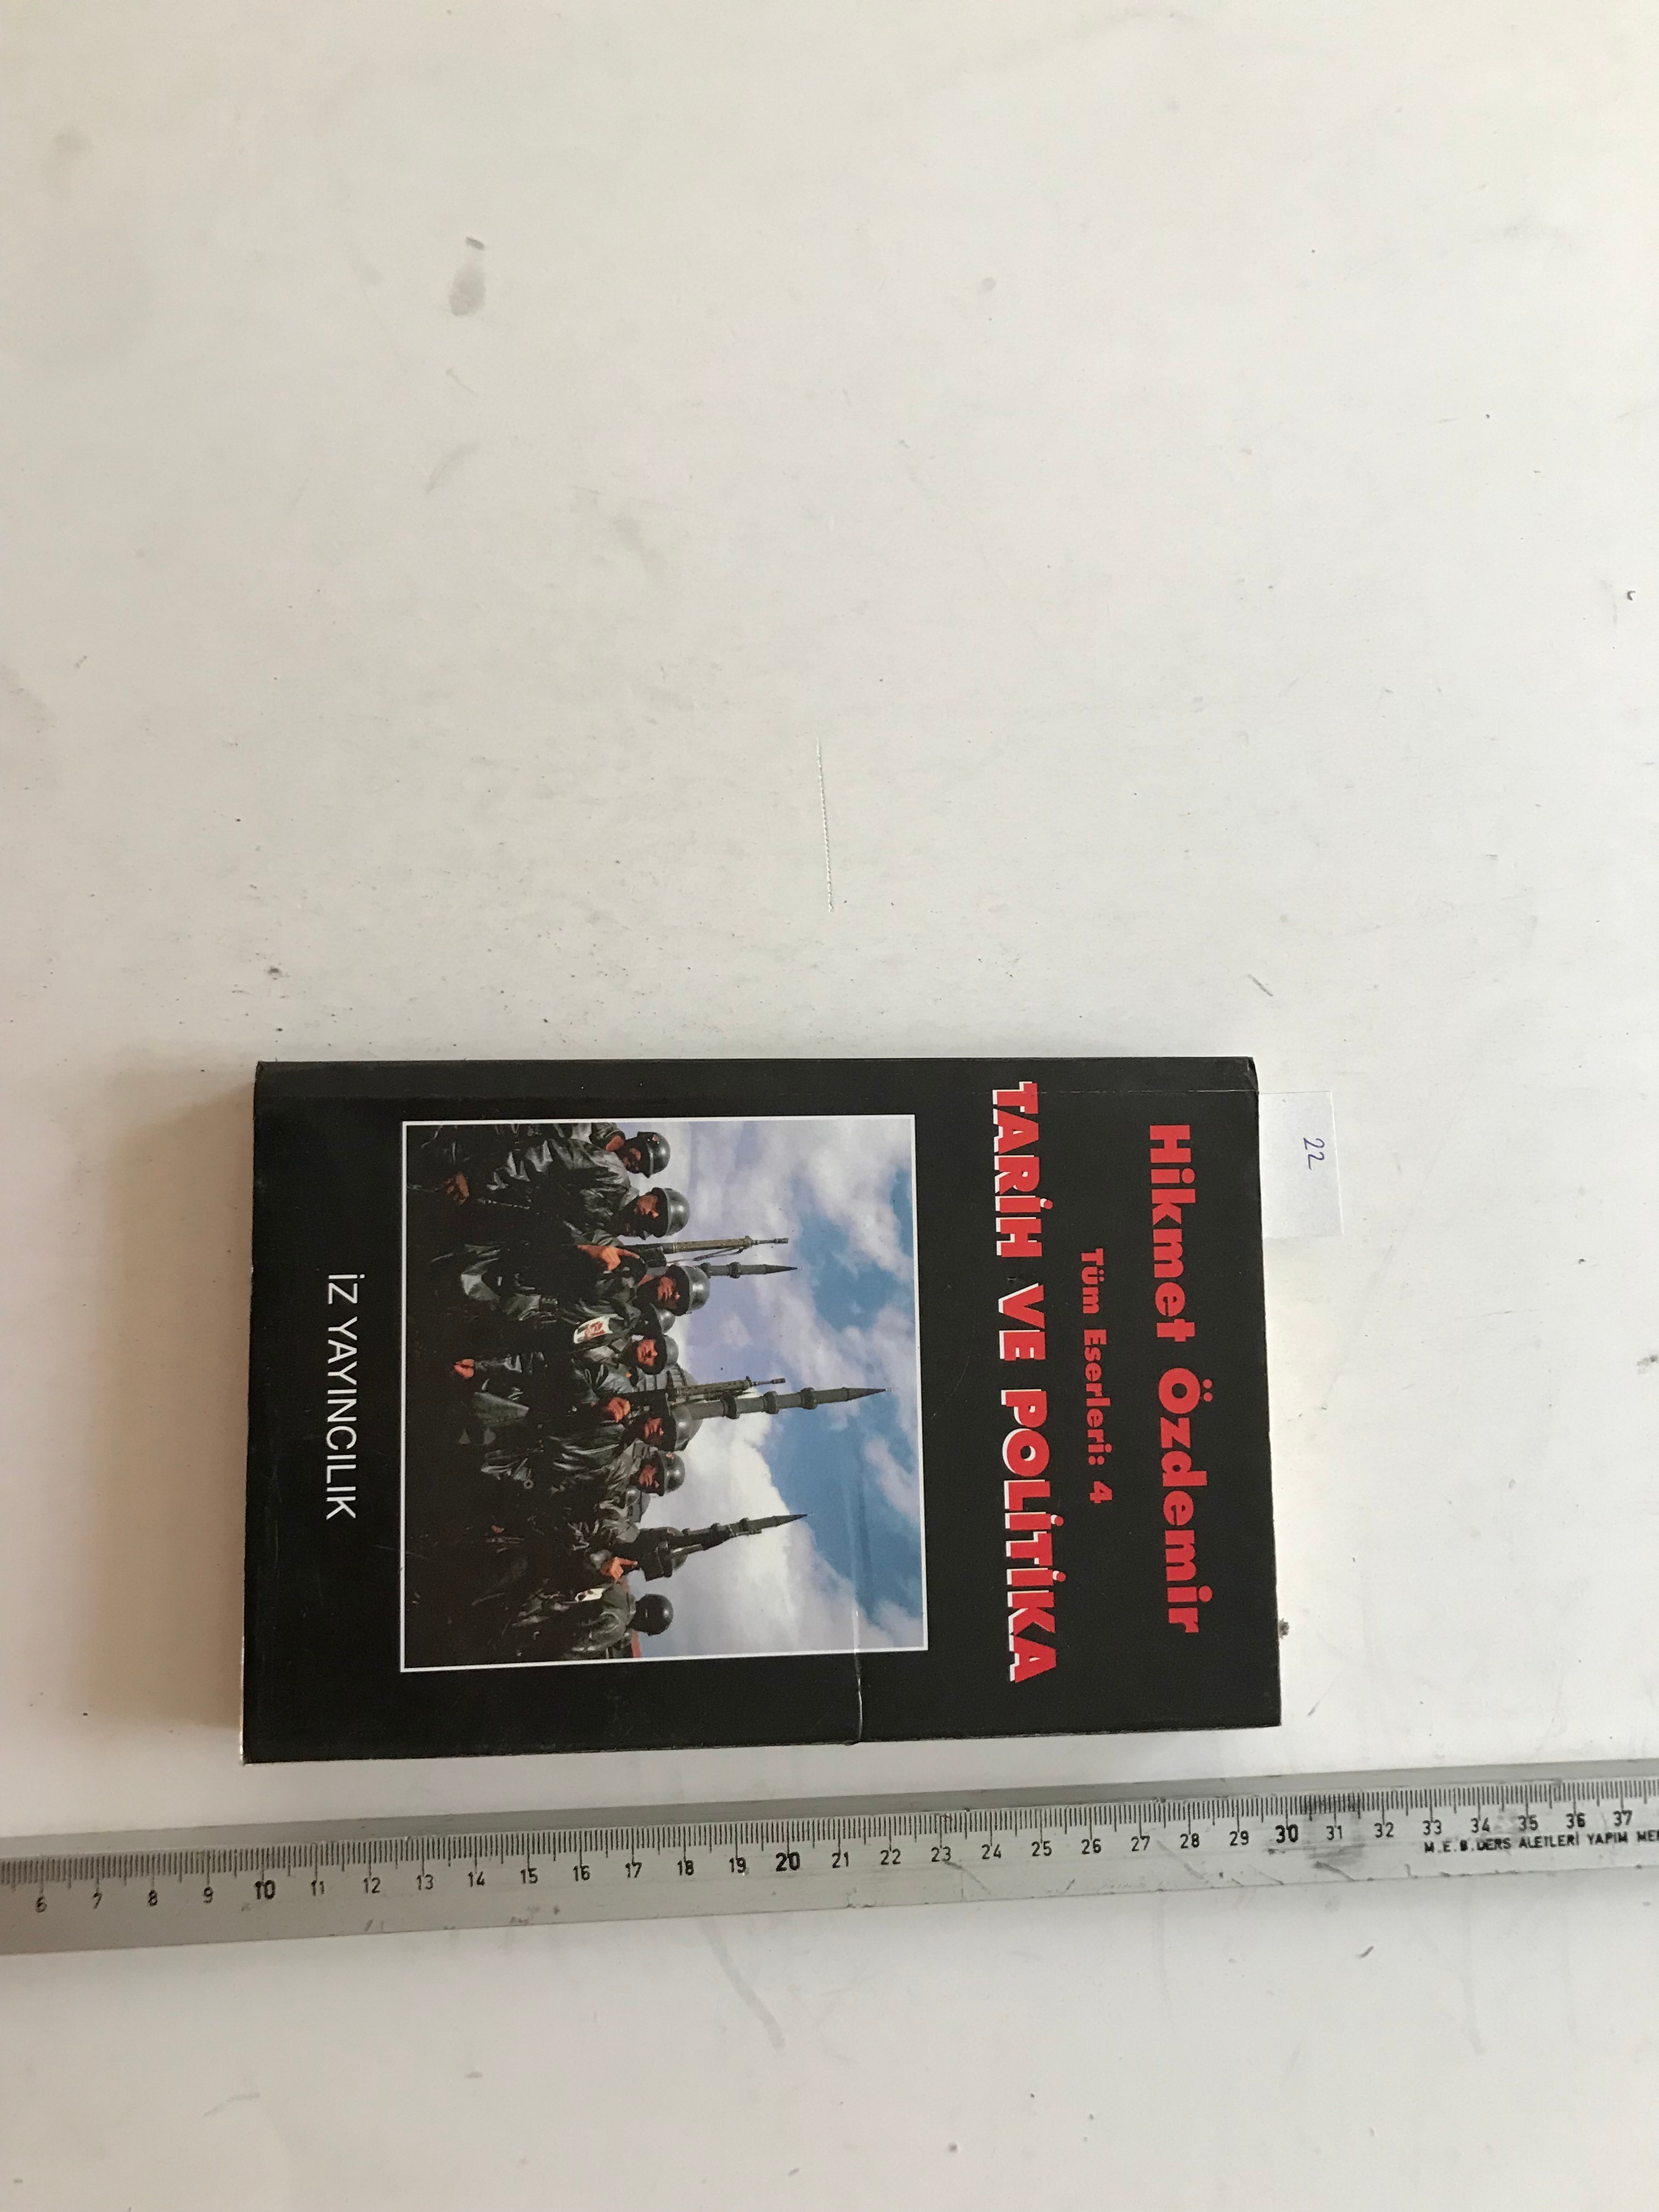 22
Hikmet Özdemir
Tüm Eserleri: 4
TARİH VE POLİTİKA
İZ YAYINCILIK
6 7 8 9 10 11 12 13 14 15 16 17 18 19 20 21 22 23 24 25 26 27 28 29 30 31 32 33 34 35 36 37
M.E.B. DERS ALETLERİ YAPIM